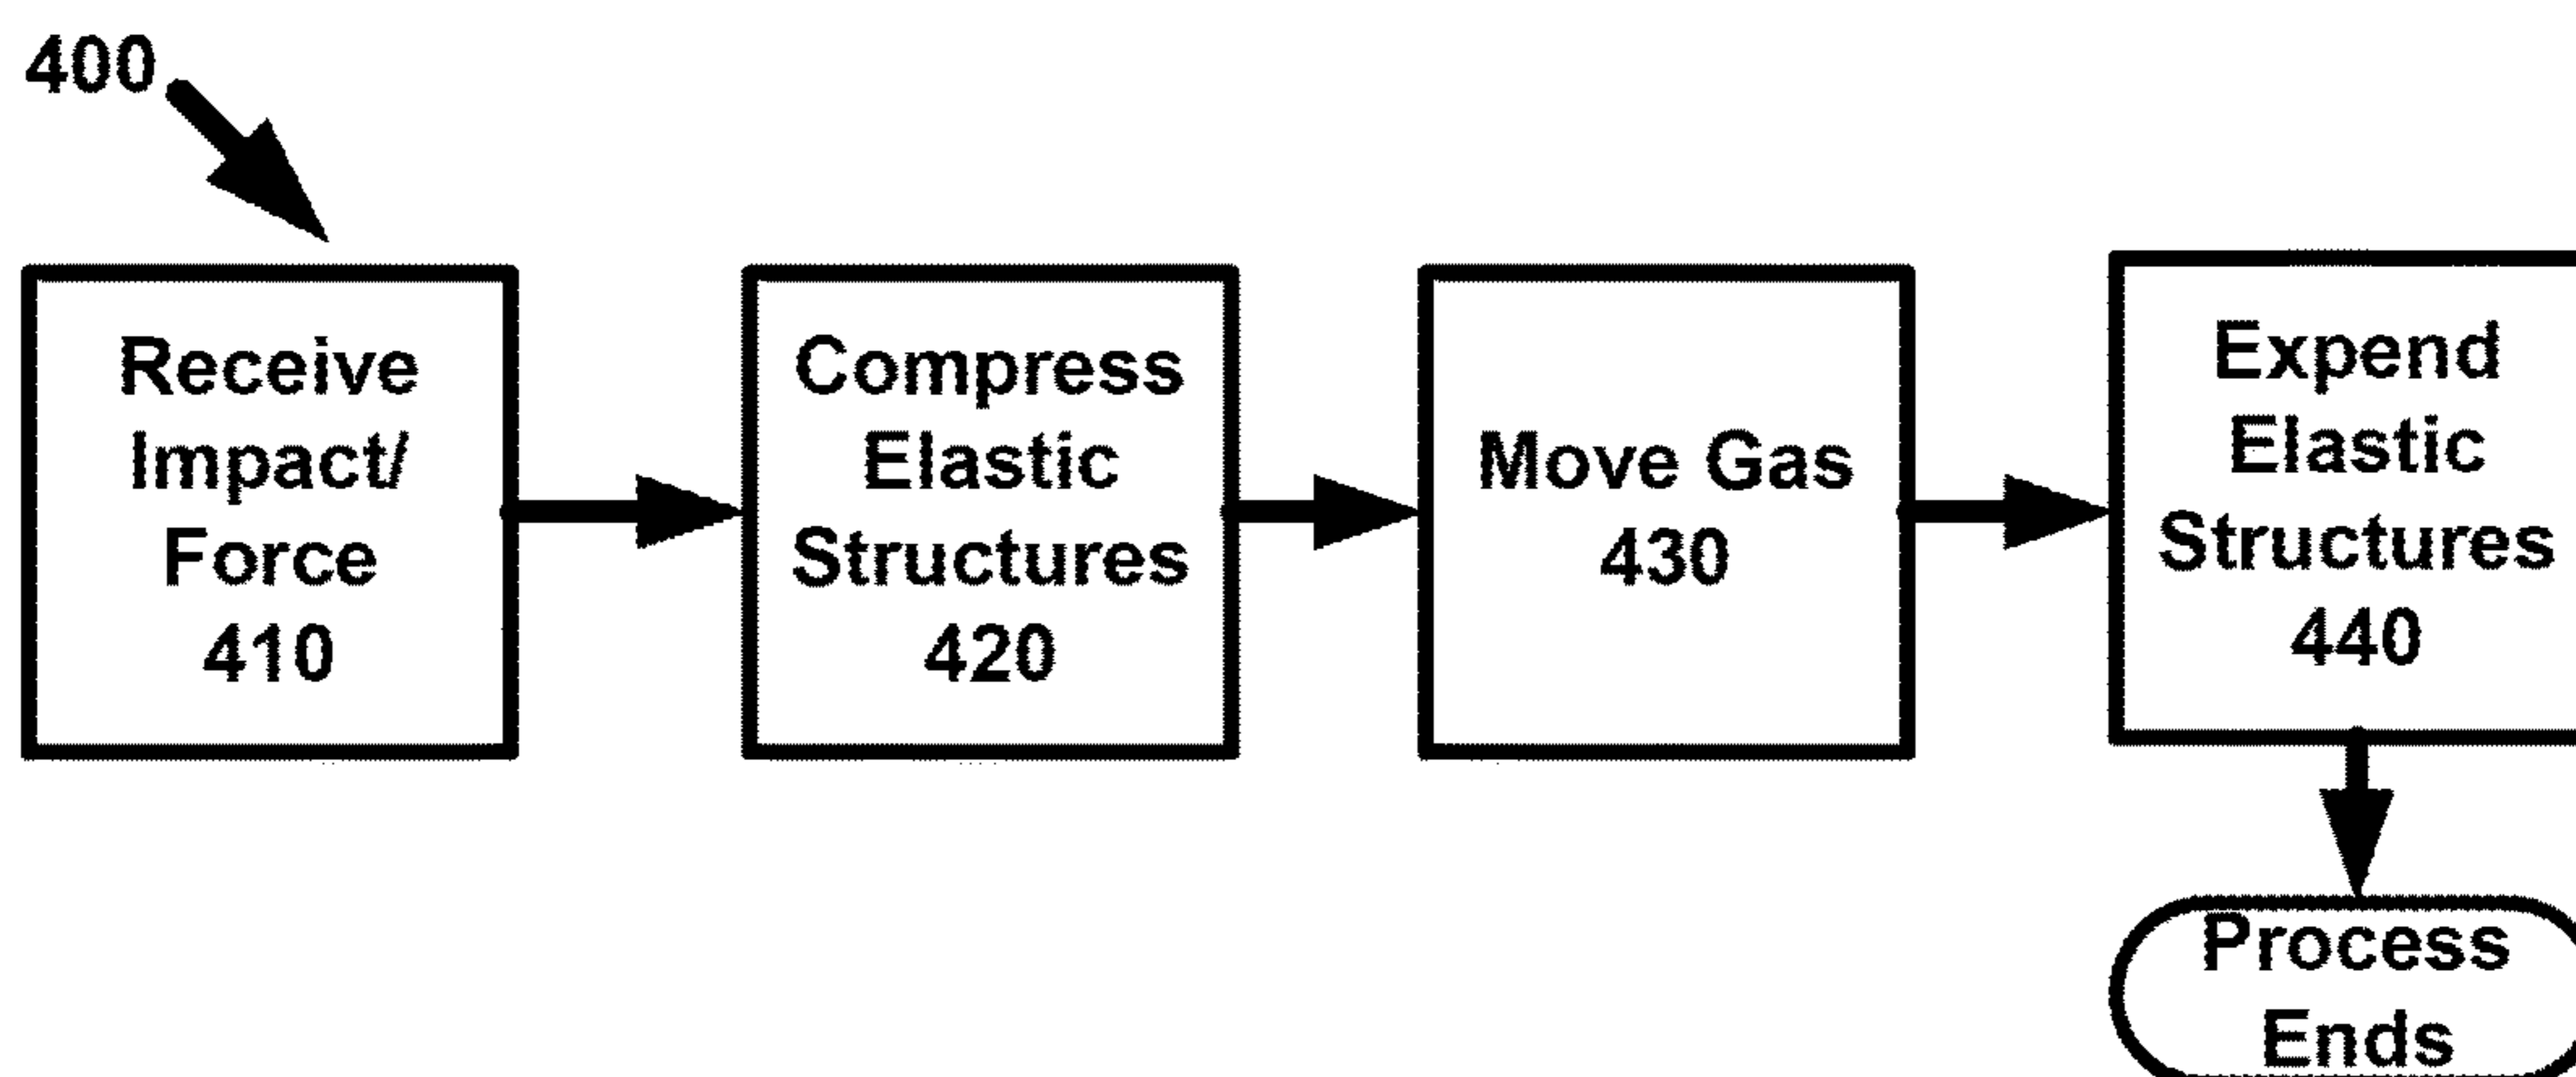 400
Receive
Impact/
Force
410
Compress
Elastic
Structures
420
Move Gas
430
Expend
Elastic
Structures
440
Process
Ends